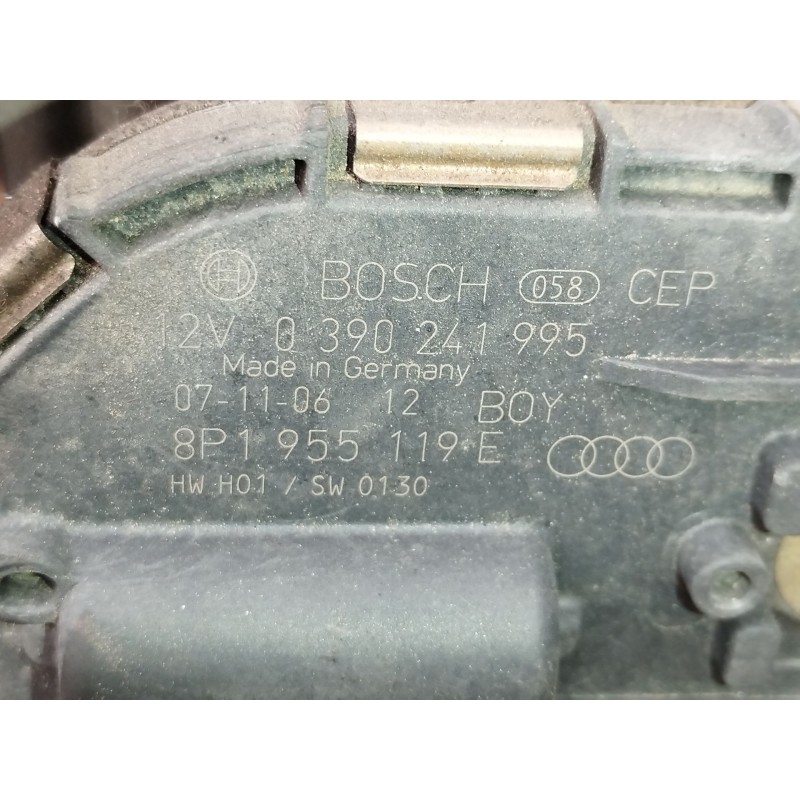 BOSCH 058 CEP
12V 0 390 241 995
Made in Germany
07-11-06 12 BOY
8P1 955 119 E
HW H01 / SW 0130